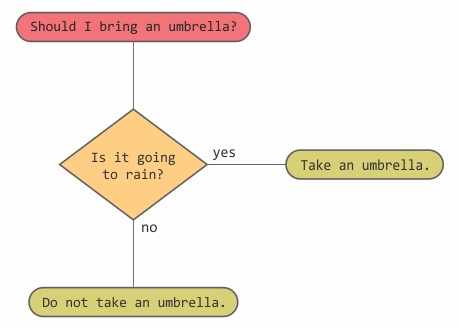 Should I bring an umbrella?
Is it going
to rain?
yes
Take an umbrella.
no
Do not take an umbrella.